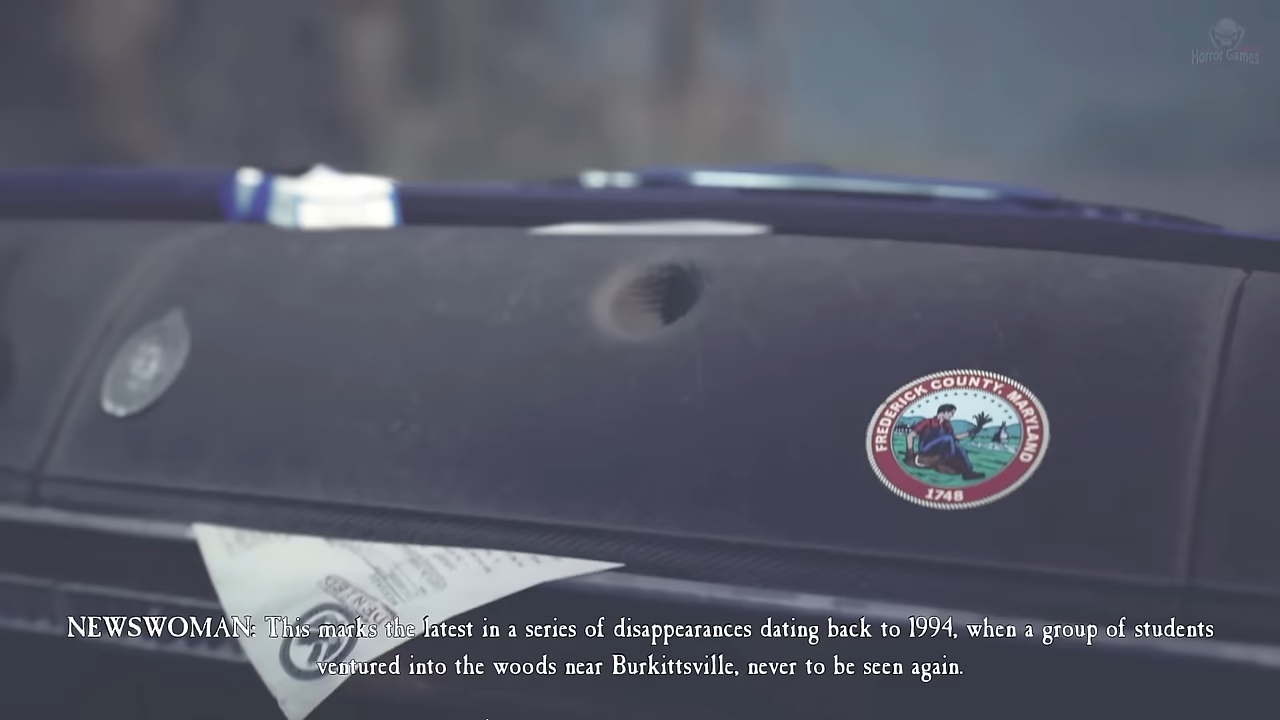 Horror Games
FREDERICK COUNTY, MARYLAND
1748
DENIED
NEWSWOMAN: This marks the latest in a series of disappearances dating back to 1994, when a group of students
ventured into the woods near Burkittsville, never to be seen again.